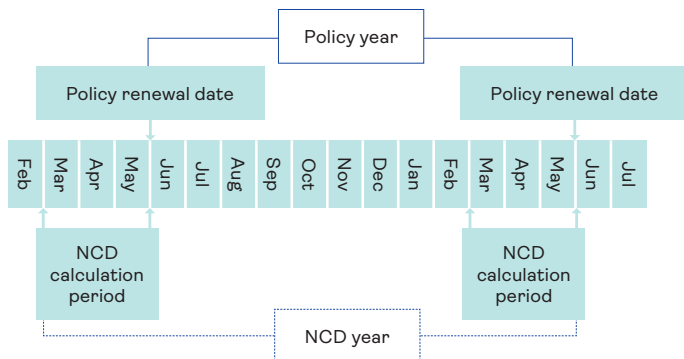 Policy year
Policy renewal date
Policy renewal date
Feb
Mar
Apr
May
Jun
Jul
Aug
Sep
Oct
Nov
Dec
Jan
Feb
Mar
Apr
May
Jun
Jul
NCD
calculation
period
NCD
calculation
period
NCD year